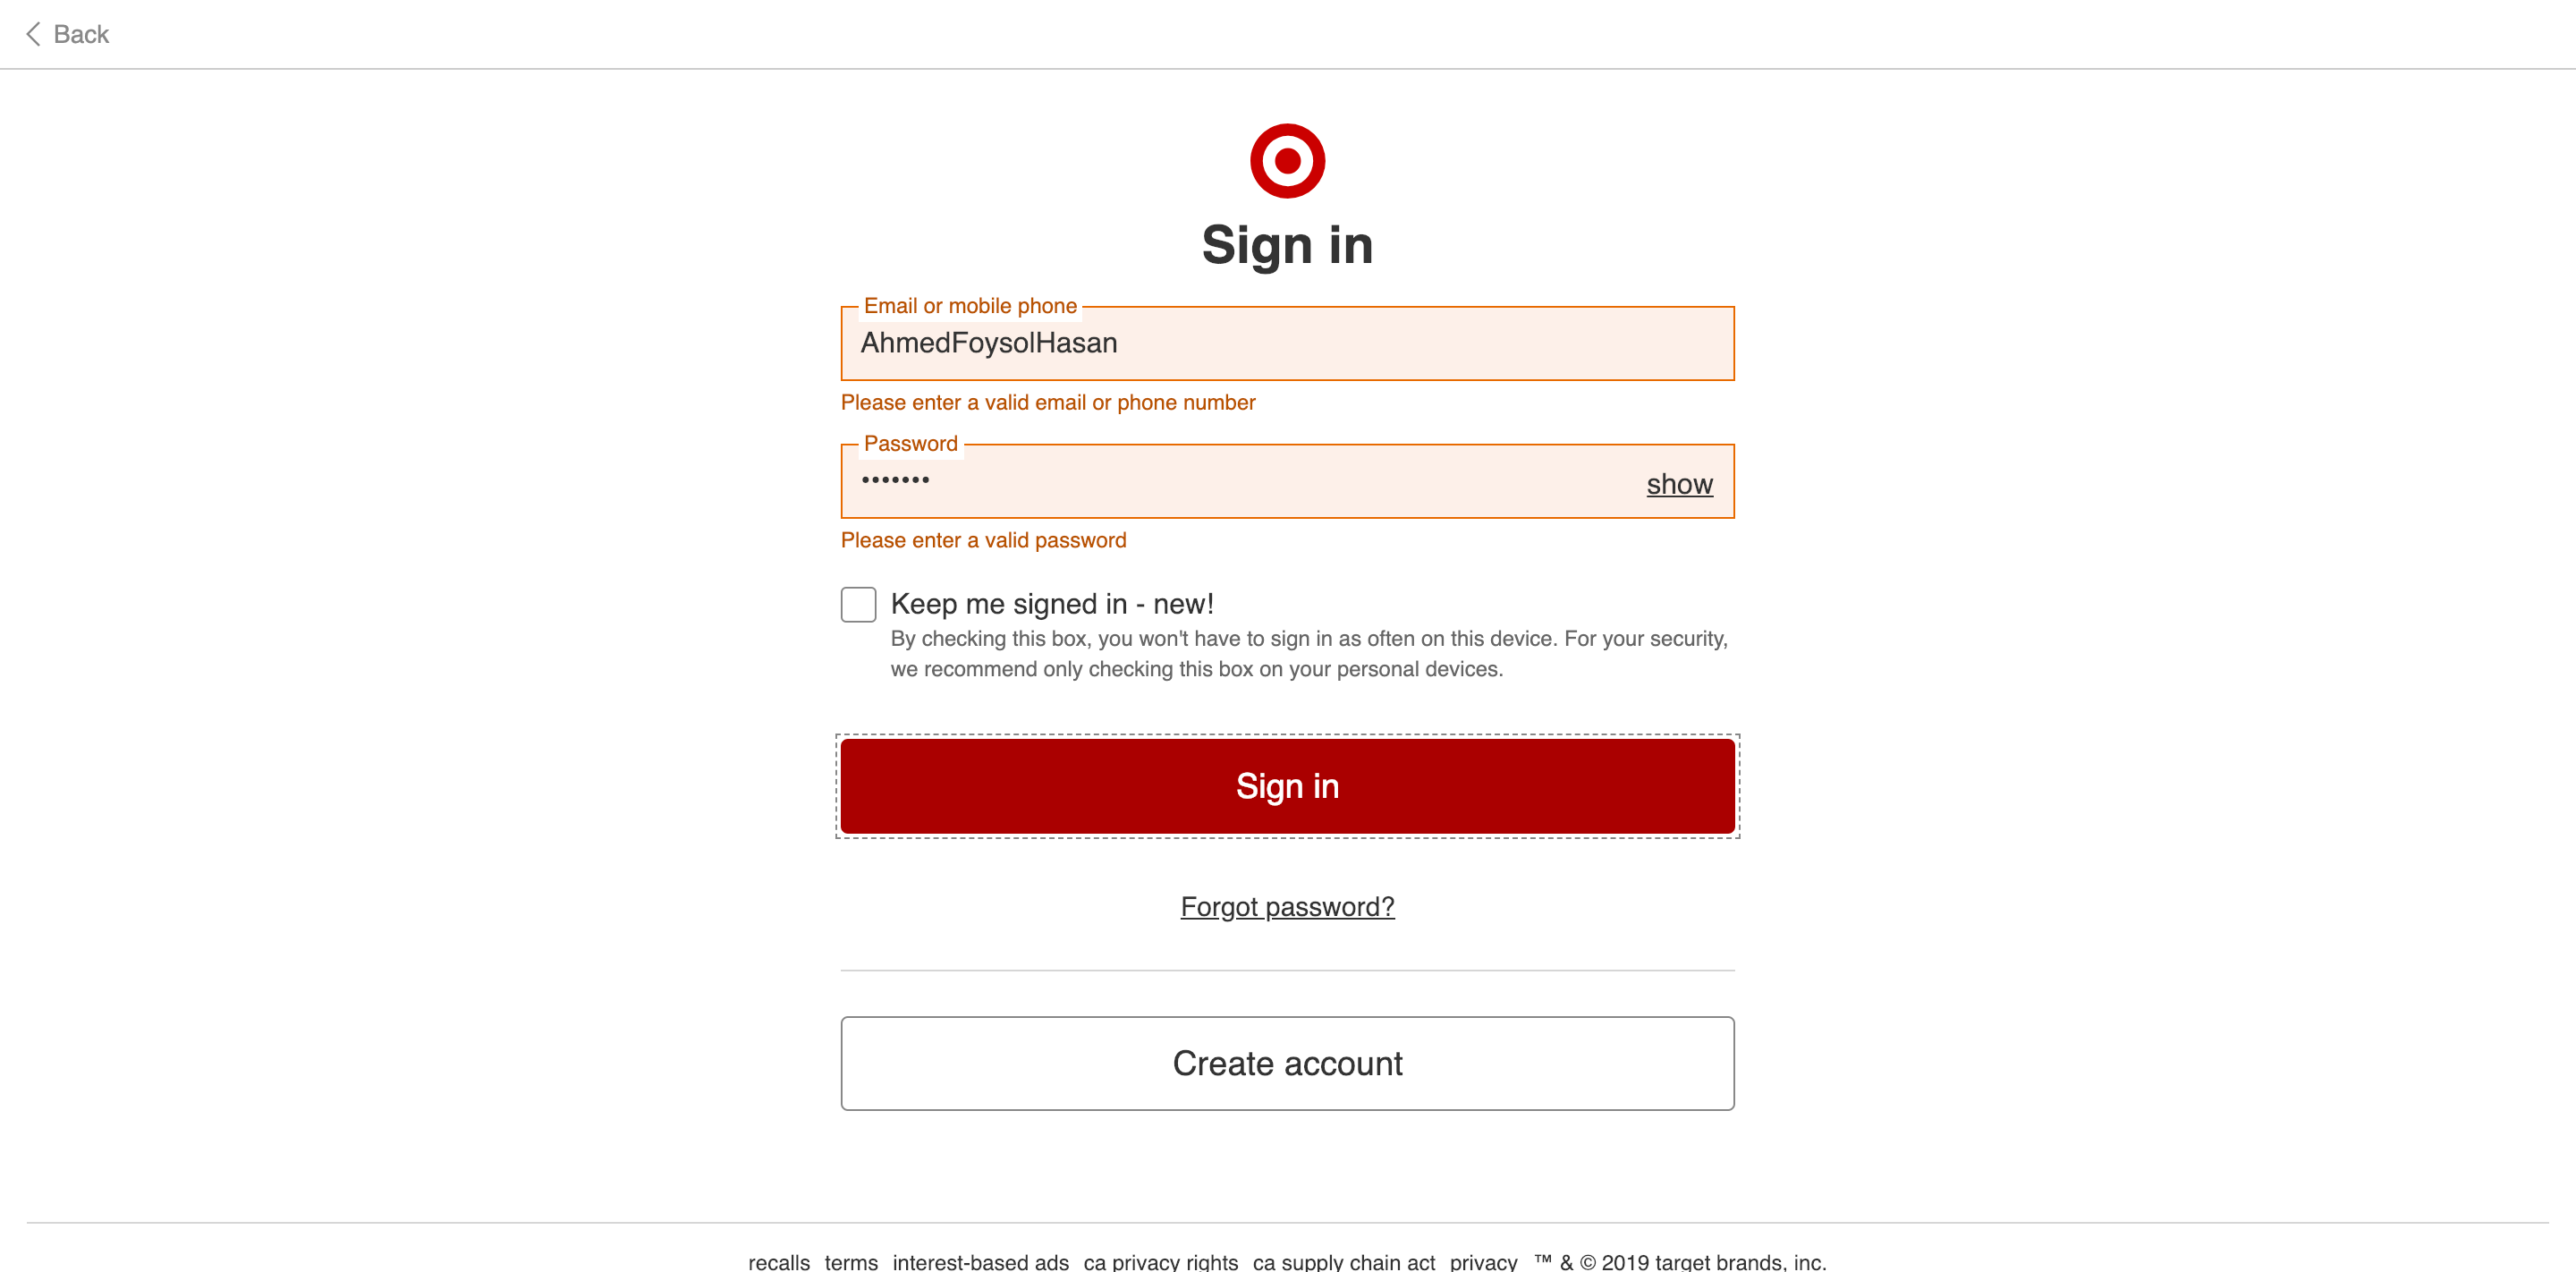 Back
Sign in
Email or mobile phone
AhmedFoysolHasan
Please enter a valid email or phone number
Password
•••••••
show
Please enter a valid password
Keep me signed in - new!
By checking this box, you won't have to sign in as often on this device. For your security,
we recommend only checking this box on your personal devices.
Sign in
Forgot password?
Create account
recalls terms interest-based ads ca privacy rights ca supply chain act privacy ™ & © 2019 target brands, inc.